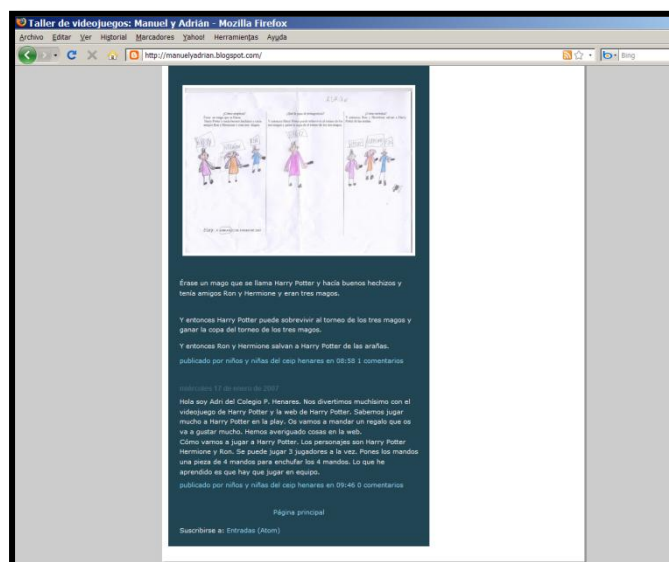 Taller de videojuegos: Manuel y Adrián - Mozilla Firefox
Archivo Editar Ver Historial Marcadores Yahoo! Herramientas Ayuda
http://manuelyadrian.blogspot.com/
Bing
Érase un mago que se llama Harry Potter y hacía buenos hechizos y
tenía amigos Ron y Hermione y eran tres magos.
Y entonces Harry Potter puede sobrevivir al torneo de los tres magos y
ganar la copa del torneo de los tres magos.
Y entonces Ron y Hermione salvan a Harry Potter de las arañas.
publicado por niños y niñas del ceip henares en 08:58 1 comentarios
miércoles 17 de enero de 2007
Hola soy Adri del Colegio P. Henares. Nos divertimos muchísimo con el
videojuego de Harry Potter y la web de Harry Potter. Sabemos jugar
mucho a Harry Potter en la play. Os vamos a mandar un regalo que os
va a gustar mucho. Hemos averiguado cosas en la web.
Cómo vamos a jugar a Harry Potter. Los personajes son Harry Potter
Hermione y Ron. Se puede jugar 3 jugadores a la vez. Pones los mandos
una pieza de 4 mandos para enchufar los 4 mandos. Lo que he
aprendido es que hay que jugar en equipo.
publicado por niños y niñas del ceip henares en 09:46 0 comentarios
Página principal
Suscribirse a: Entradas (Atom)